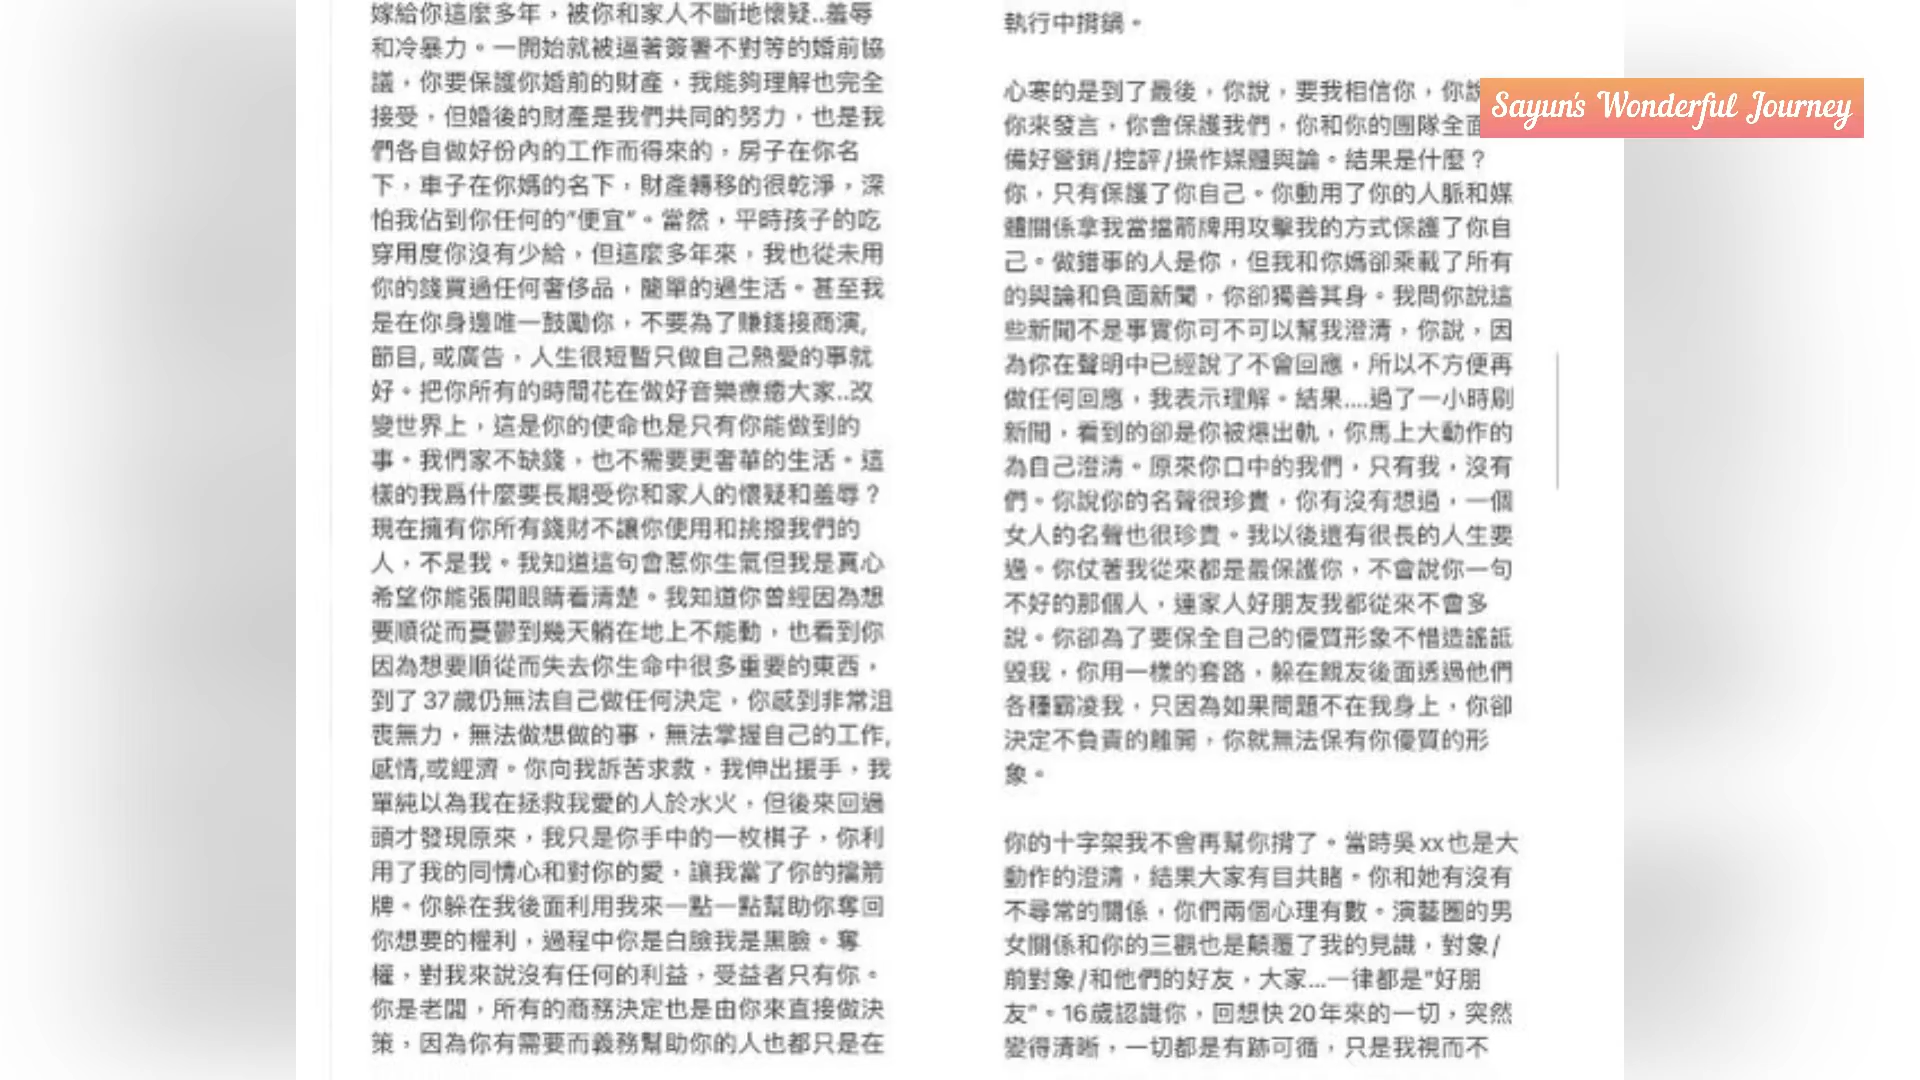 嫁給你這麼多年，被你和家人不斷地懷疑..羞辱
和冷暴力。一開始就被逼著簽署不對等的婚前協
議，你要保護你婚前的財產，我能夠理解也完全
接受，但婚後的財產是我們共同的努力，也是我
們各自做好份內的工作而得來的，房子在你名
下，車子在你媽的名下，財產轉移的很乾淨，深
怕我佔到你任何的“便宜”。當然，平時孩子的吃
穿用度你沒有少給，但這麼多年來，我也從未用
你的錢買過任何奢侈品，簡單的過生活。甚至我
是在你身邊唯一鼓勵你，不要為了賺錢接商演,
節目, 或廣告，人生很短暫只做自己熱愛的事就
好。把你所有的時間花在做好音樂療癒大家..改
變世界上，這是你的使命也是只有你能做到的
事。我們家不缺錢，也不需要更奢華的生活。這
樣的我爲什麼要長期受你和家人的懷疑和羞辱？
現在擁有你所有錢財不讓你使用和挑撥我們的
人，不是我。我知道這句會惹你生氣但我是真心
希望你能張開眼睛看清楚。我知道你曾經因為想
要順從而憂鬱到幾天躺在地上不能動，也看到你
因為想要順從而失去你生命中很多重要的東西，
到了 37歲仍無法自己做任何決定，你感到非常沮
喪無力，無法做想做的事，無法掌握自己的工作,
感情,或經濟。你向我訴苦求救，我伸出援手，我
單純以為我在拯救我愛的人於水火，但後來回過
頭才發現原來，我只是你手中的一枚棋子，你利
用了我的同情心和對你的愛，讓我當了你的擋箭
牌。你躲在我後面利用我來一點一點幫助你奪回
你想要的權利，過程中你是白臉我是黑臉。奪
權，對我來說沒有任何的利益，受益者只有你。
你是老闆，所有的商務決定也是由你來直接做決
策，因為你有需要而義務幫助你的人也都只是在
執行中揹鍋。
心寒的是到了最後，你說，要我相信你，你說
你來發言，你會保護我們，你和你的團隊全面
備好營銷/控評/操作媒體與論。結果是什麼？
你，只有保護了你自己。你動用了你的人脈和媒
體關係拿我當擋箭牌用攻擊我的方式保護了你自
己。做錯事的人是你，但我和你媽卻乘載了所有
的與論和負面新聞，你卻獨善其身。我問你說這
些新聞不是事實你可不可以幫我澄清，你說，因
為你在聲明中已經說了不會回應，所以不方便再
做任何回應，我表示理解。結果....過了一小時刷
新聞，看到的卻是你被爆出軌，你馬上大動作的
為自己澄清。原來你口中的我們，只有我，沒有
們。你說你的名聲很珍貴，你有沒有想過，一個
女人的名聲也很珍貴。我以後還有很長的人生要
過。你仗著我從來都是最保護你，不會說你一句
不好的那個人，連家人好朋友我都從來不會多
說。你卻為了要保全自己的優質形象不惜造謠詆
毀我，你用一樣的套路，躲在親友後面透過他們
各種霸凌我，只因為如果問題不在我身上，你卻
決定不負責的離開，你就無法保有你優質的形
象。
你的十字架我不會再幫你揹了。當時吳xx也是大
動作的澄清，結果大家有目共睹。你和她有沒有
不尋常的關係，你們兩個心理有數。演藝圈的男
女關係和你的三觀也是顛覆了我的見識，對象/
前對象/和他們的好友，大家...一律都是“好朋
友”。16歲認識你，回想快20年來的一切，突然
變得清晰，一切都是有跡可循，只是我視而不
Sayun's Wonderful Journey